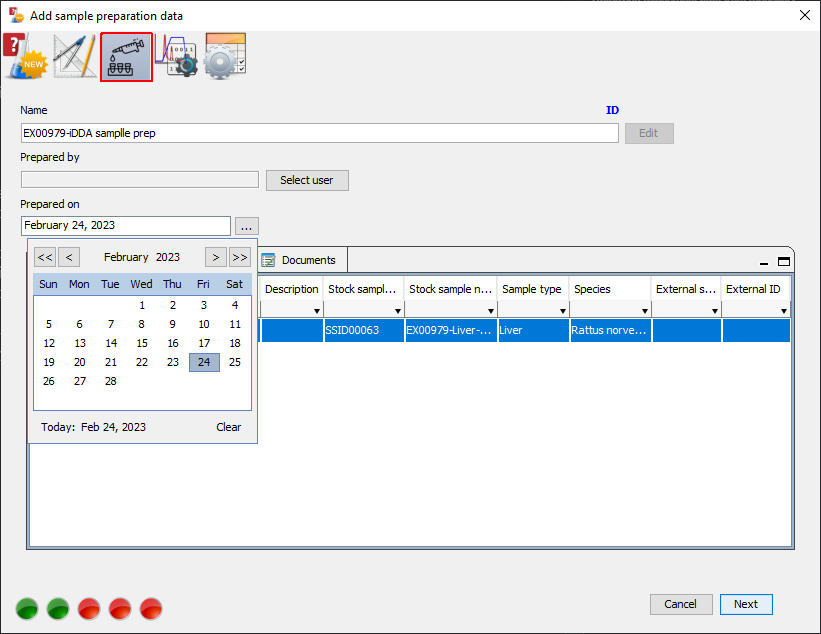 Add sample preparation data
? NEW
Name ID
EX00979-iDDA samplle prep Edit
Prepared by
Select user
Prepared on
February 24, 2023 ...
<< < February 2023 > >>
Sun Mon Tue Wed Thu Fri Sat
1 2 3 4
5 6 7 8 9 10 11
12 13 14 15 16 17 18
19 20 21 22 23 24 25
26 27 28
Today: Feb 24, 2023 Clear
Documents
Description Stock sampl... Stock sample n... Sample type Species External s... External ID
SSID00063 EX00979-Liver-... Liver Rattus norve...
Cancel Next